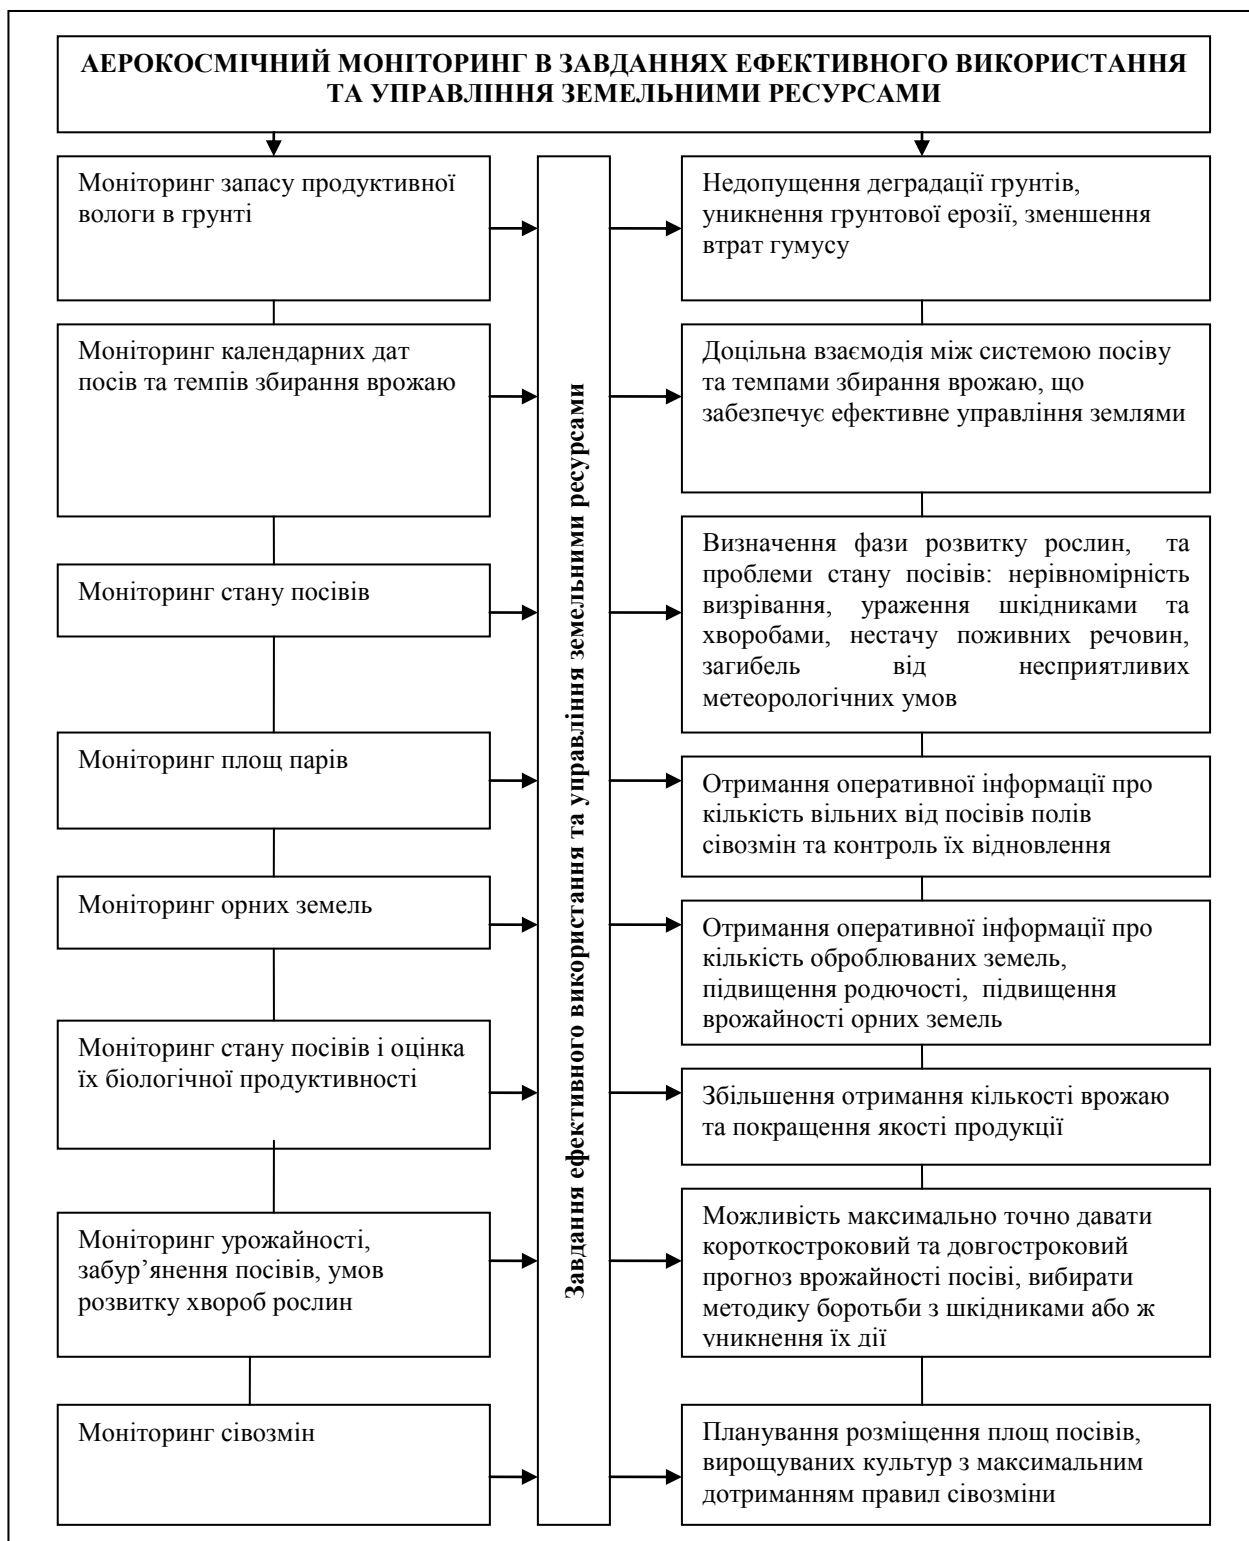 АЕРОКОСМІЧНИЙ МОНІТОРИНГ В ЗАВДАННЯХ ЕФЕКТИВНОГО ВИКОРИСТАННЯ
ТА УПРАВЛІННЯ ЗЕМЕЛЬНИМИ РЕСУРСАМИ
Моніторинг запасу продуктивної
вологи в грунті
Моніторинг календарних дат
посів та темпів збирання врожаю
Моніторинг стану посівів
Моніторинг площ парів
Моніторинг орних земель
Моніторинг стану посівів і оцінка
їх біологічної продуктивності
Моніторинг урожайності,
забур’янення посівів, умов
розвитку хвороб рослин
Моніторинг сівозмін
Завдання ефективного використання та управління земельними ресурсами
Недопущення деградації грунтів,
уникнення грунтової ерозії, зменшення
втрат гумусу
Доцільна взаємодія між системою посіву
та темпами збирання врожаю, що
забезпечує ефективне управління землями
Визначення фази розвитку рослин, та
проблеми стану посівів: нерівномірність
визрівання, ураження шкідниками та
хворобами, нестачу поживних речовин,
загибель від несприятливих
метеорологічних умов
Отримання оперативної інформації про
кількість вільних від посівів полів
сівозмін та контроль їх відновлення
Отримання оперативної інформації про
кількість оброблюваних земель,
підвищення родючості, підвищення
врожайності орних земель
Збільшення отримання кількості врожаю
та покращення якості продукції
Можливість максимально точно давати
короткостроковий та довгостроковий
прогноз врожайності посіві, вибирати
методику боротьби з шкідниками або ж
уникнення їх дії
Планування розміщення площ посівів,
вирощуваних культур з максимальним
дотриманням правил сівозміни